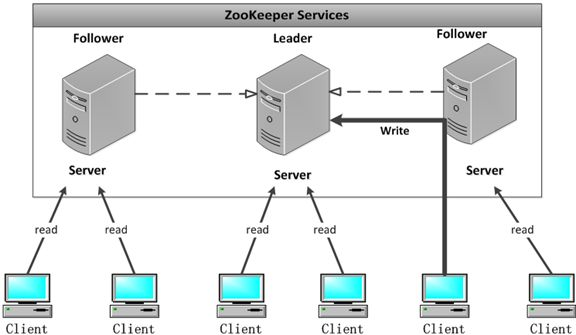 ZooKeeper Services
Follower
Leader
Follower
Write
Server
Server
Server
read
read
read
read
read
Client
Client
Client
Client
Client
Client